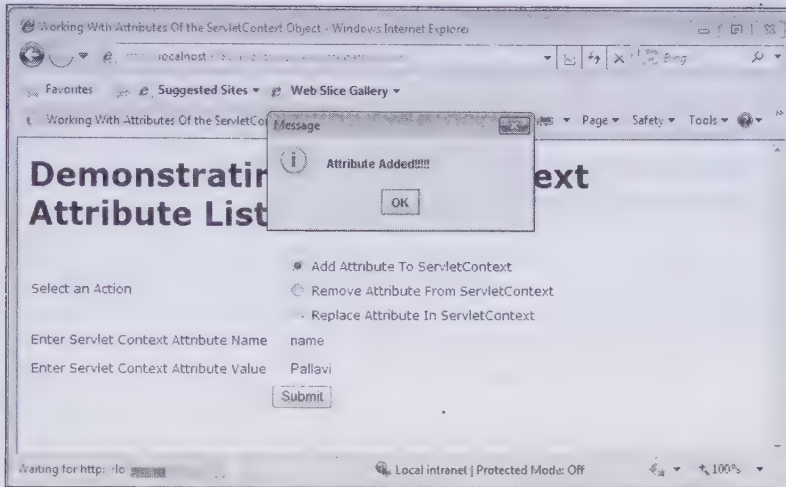 Working With Attributes Of the ServletContext Object - Windows Internet Explorer
localhost
Bing
Favorites Suggested Sites Web Slice Gallery
Working With Attributes Of the ServletCo Page Safety Tools
Message
Attribute Added!!!!!
OK
Demonstratin ext
Attribute List
Select an Action
Add Attribute To ServletContext
Remove Attribute From ServletContext
Replace Attribute In ServletContext
Enter Servlet Context Attribute Name name
Enter Servlet Context Attribute Value Pallavi
Submit
Waiting for http: lo
Local intranet | Protected Mode: Off 100%